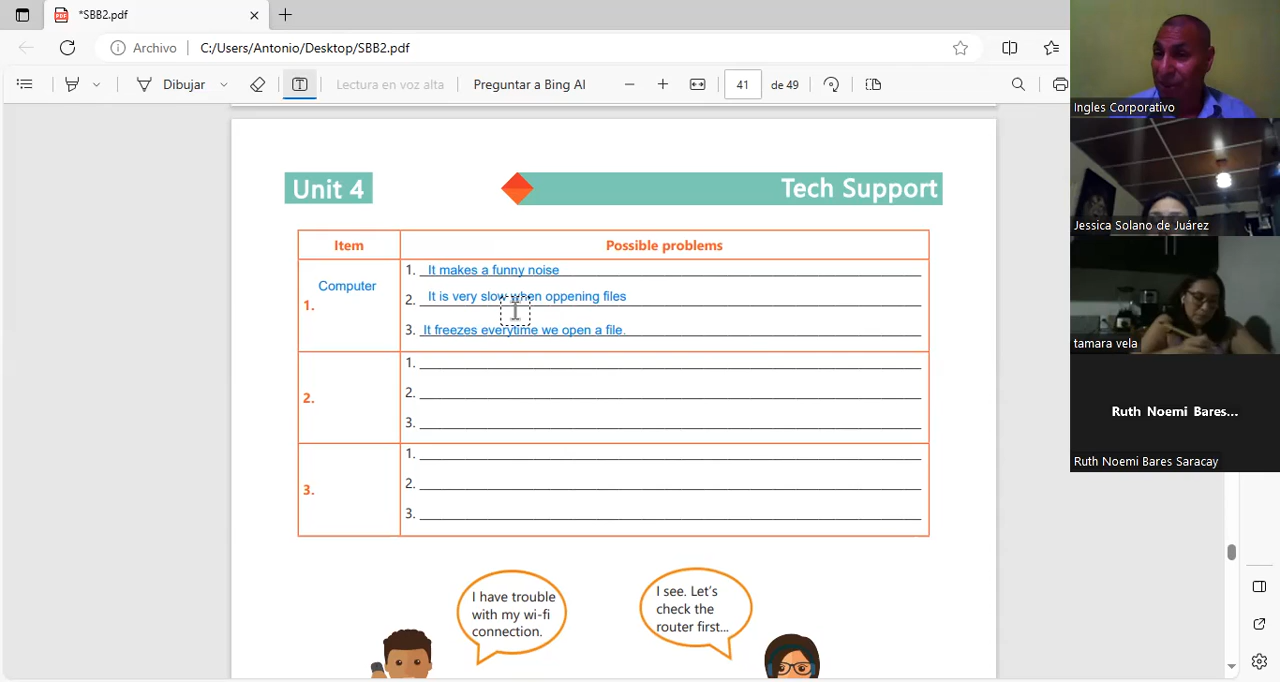 *SBB2.pdf
Archivo C:/Users/Antonio/Desktop/SBB2.pdf
Dibujar Lectura en voz alta Preguntar a Bing AI 41 de 49
Unit 4 Tech Support
Item Possible problems
Computer
1.
1. It makes a funny noise
2. It is very slow when oppening files
3. It freezes everytime we open a file.
2.
1.
2.
3.
3.
1.
2.
3.
I have trouble
with my wi-fi
connection.
I see. Let's
check the
router first...
Ingles Corporativo
Jessica Solano de Juárez
tamara vela
Ruth Noemi Bares...
Ruth Noemi Bares Saracay